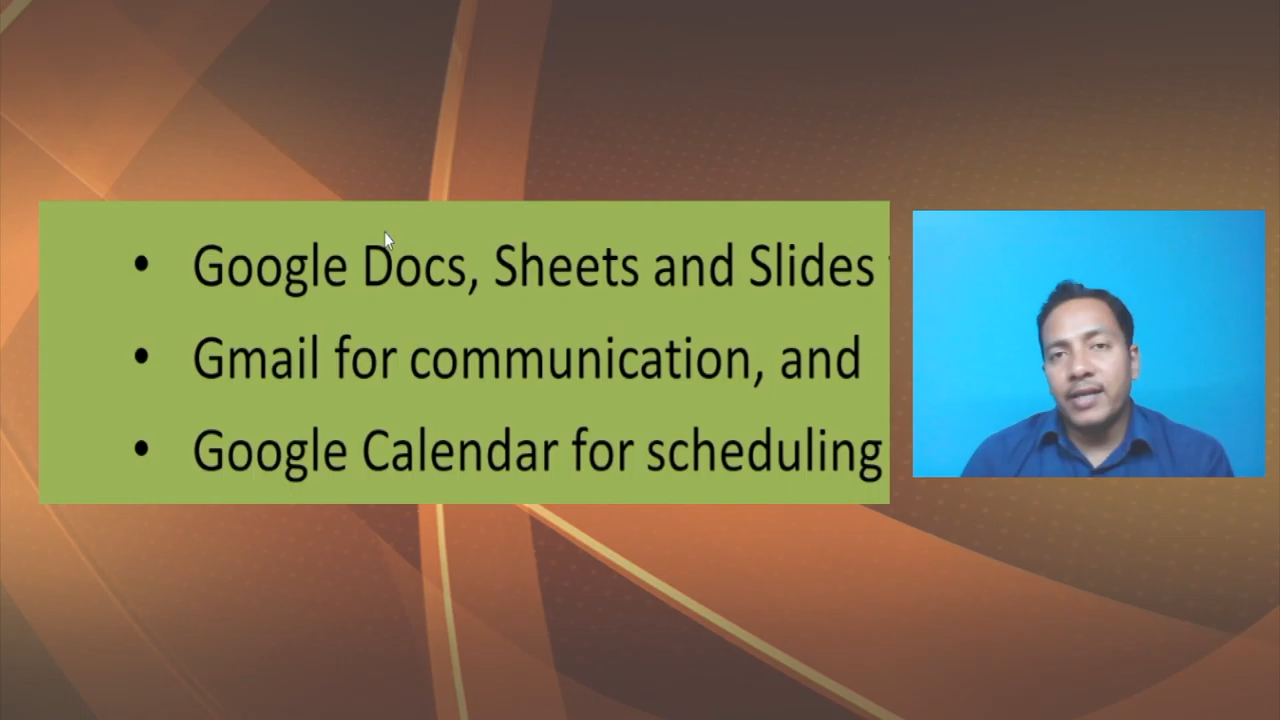 • Google Docs, Sheets and Slides
• Gmail for communication, and
• Google Calendar for scheduling